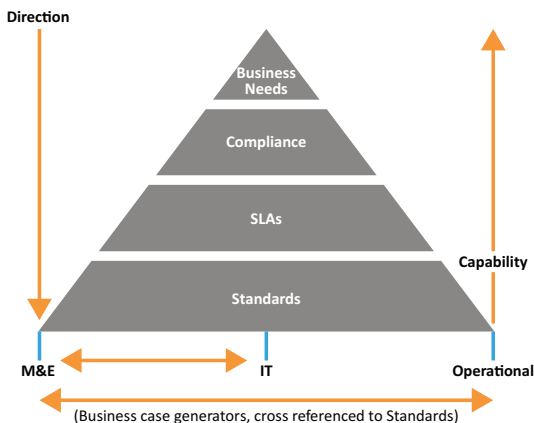 Direction
Business
Needs
Compliance
SLAs
Capability
Standards
M&E
IT
Operational
(Business case generators, cross referenced to Standards)